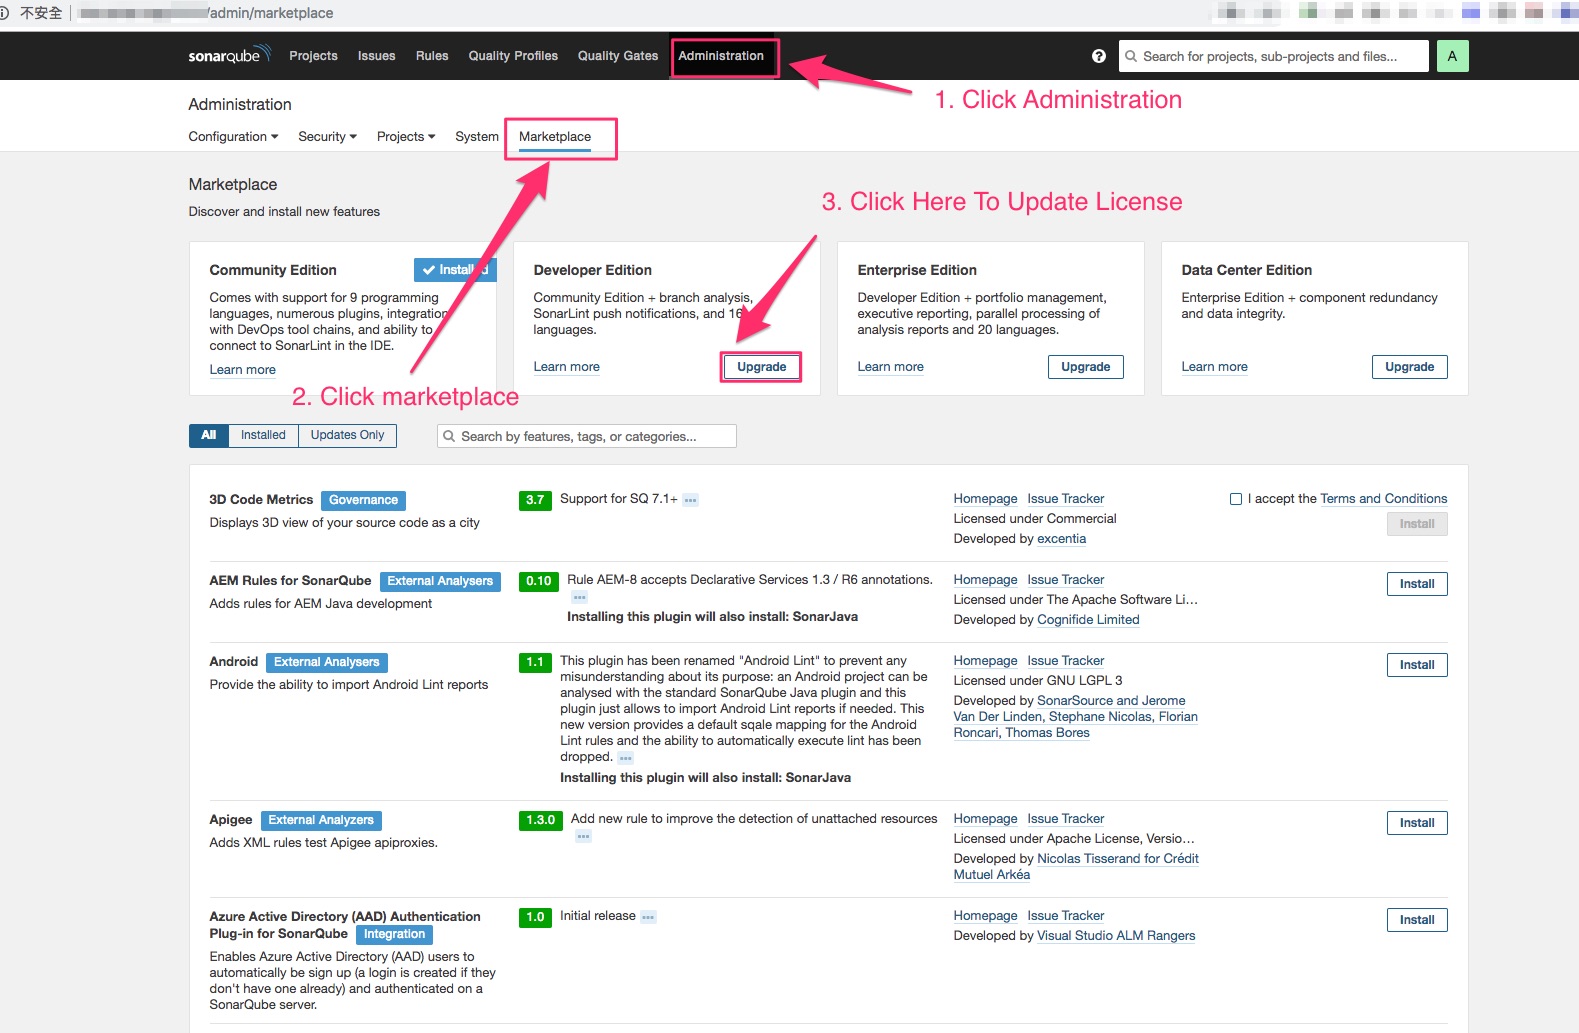 不安全 /admin/marketplace
sonarqube Projects Issues Rules Quality Profiles Quality Gates Administration Search for projects, sub-projects and files... A
1. Click Administration
Administration
Configuration Security Projects System Marketplace
Marketplace
Discover and install new features
3. Click Here To Update License
Community Edition Installed
Comes with support for 9 programming
languages, numerous plugins, integration
with DevOps tool chains, and ability to
connect to SonarLint in the IDE.
Learn more
Developer Edition
Community Edition + branch analysis,
SonarLint push notifications, and 16
languages.
Learn more Upgrade
Enterprise Edition
Developer Edition + portfolio management,
executive reporting, parallel processing of
analysis reports and 20 languages.
Learn more Upgrade
Data Center Edition
Enterprise Edition + component redundancy
and data integrity.
Learn more Upgrade
2. Click marketplace
All Installed Updates Only Search by features, tags, or categories...
3D Code Metrics Governance
Displays 3D view of your source code as a city
3.7 Support for SQ 7.1+
Homepage Issue Tracker
Licensed under Commercial
Developed by excentia
I accept the Terms and Conditions
Install
AEM Rules for SonarQube External Analysers
Adds rules for AEM Java development
0.10 Rule AEM-8 accepts Declarative Services 1.3 / R6 annotations.
Installing this plugin will also install: SonarJava
Homepage Issue Tracker
Licensed under The Apache Software Li...
Developed by Cognifide Limited
Install
Android External Analysers
Provide the ability to import Android Lint reports
1.1 This plugin has been renamed "Android Lint" to prevent any
misunderstanding about its purpose: an Android project can be
analysed with the standard SonarQube Java plugin and this
plugin just allows to import Android Lint reports if needed. This
new version provides a default sqale mapping for the Android
Lint rules and the ability to automatically execute lint has been
dropped.
Installing this plugin will also install: SonarJava
Homepage Issue Tracker
Licensed under GNU LGPL 3
Developed by SonarSource and Jerome
Van Der Linden, Stephane Nicolas, Florian
Roncari, Thomas Bores
Install
Apigee External Analyzers
Adds XML rules test Apigee apiproxies.
1.3.0 Add new rule to improve the detection of unattached resources
Homepage Issue Tracker
Licensed under Apache License, Versio...
Developed by Nicolas Tisserand for Crédit
Mutuel Arkéa
Install
Azure Active Directory (AAD) Authentication
Plug-in for SonarQube Integration
Enables Azure Active Directory (AAD) users to
automatically be sign up (a login is created if they
don't have one already) and authenticated on a
SonarQube server.
1.0 Initial release
Homepage Issue Tracker
Developed by Visual Studio ALM Rangers
Install